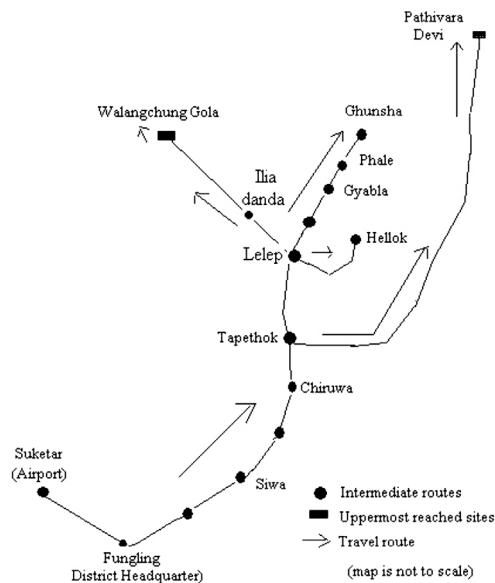 Pathivara
Devi
Walangchung Gola
Ghunsha
Phale
Ilia
danda
Gyabla
Hellok
Lelep
Tapethok
Chiruwa
Suketar
(Airport)
Siwa
Intermediate routes
Uppermost reached sites
Travel route
Fungling
District Headquarter)
(map is not to scale)